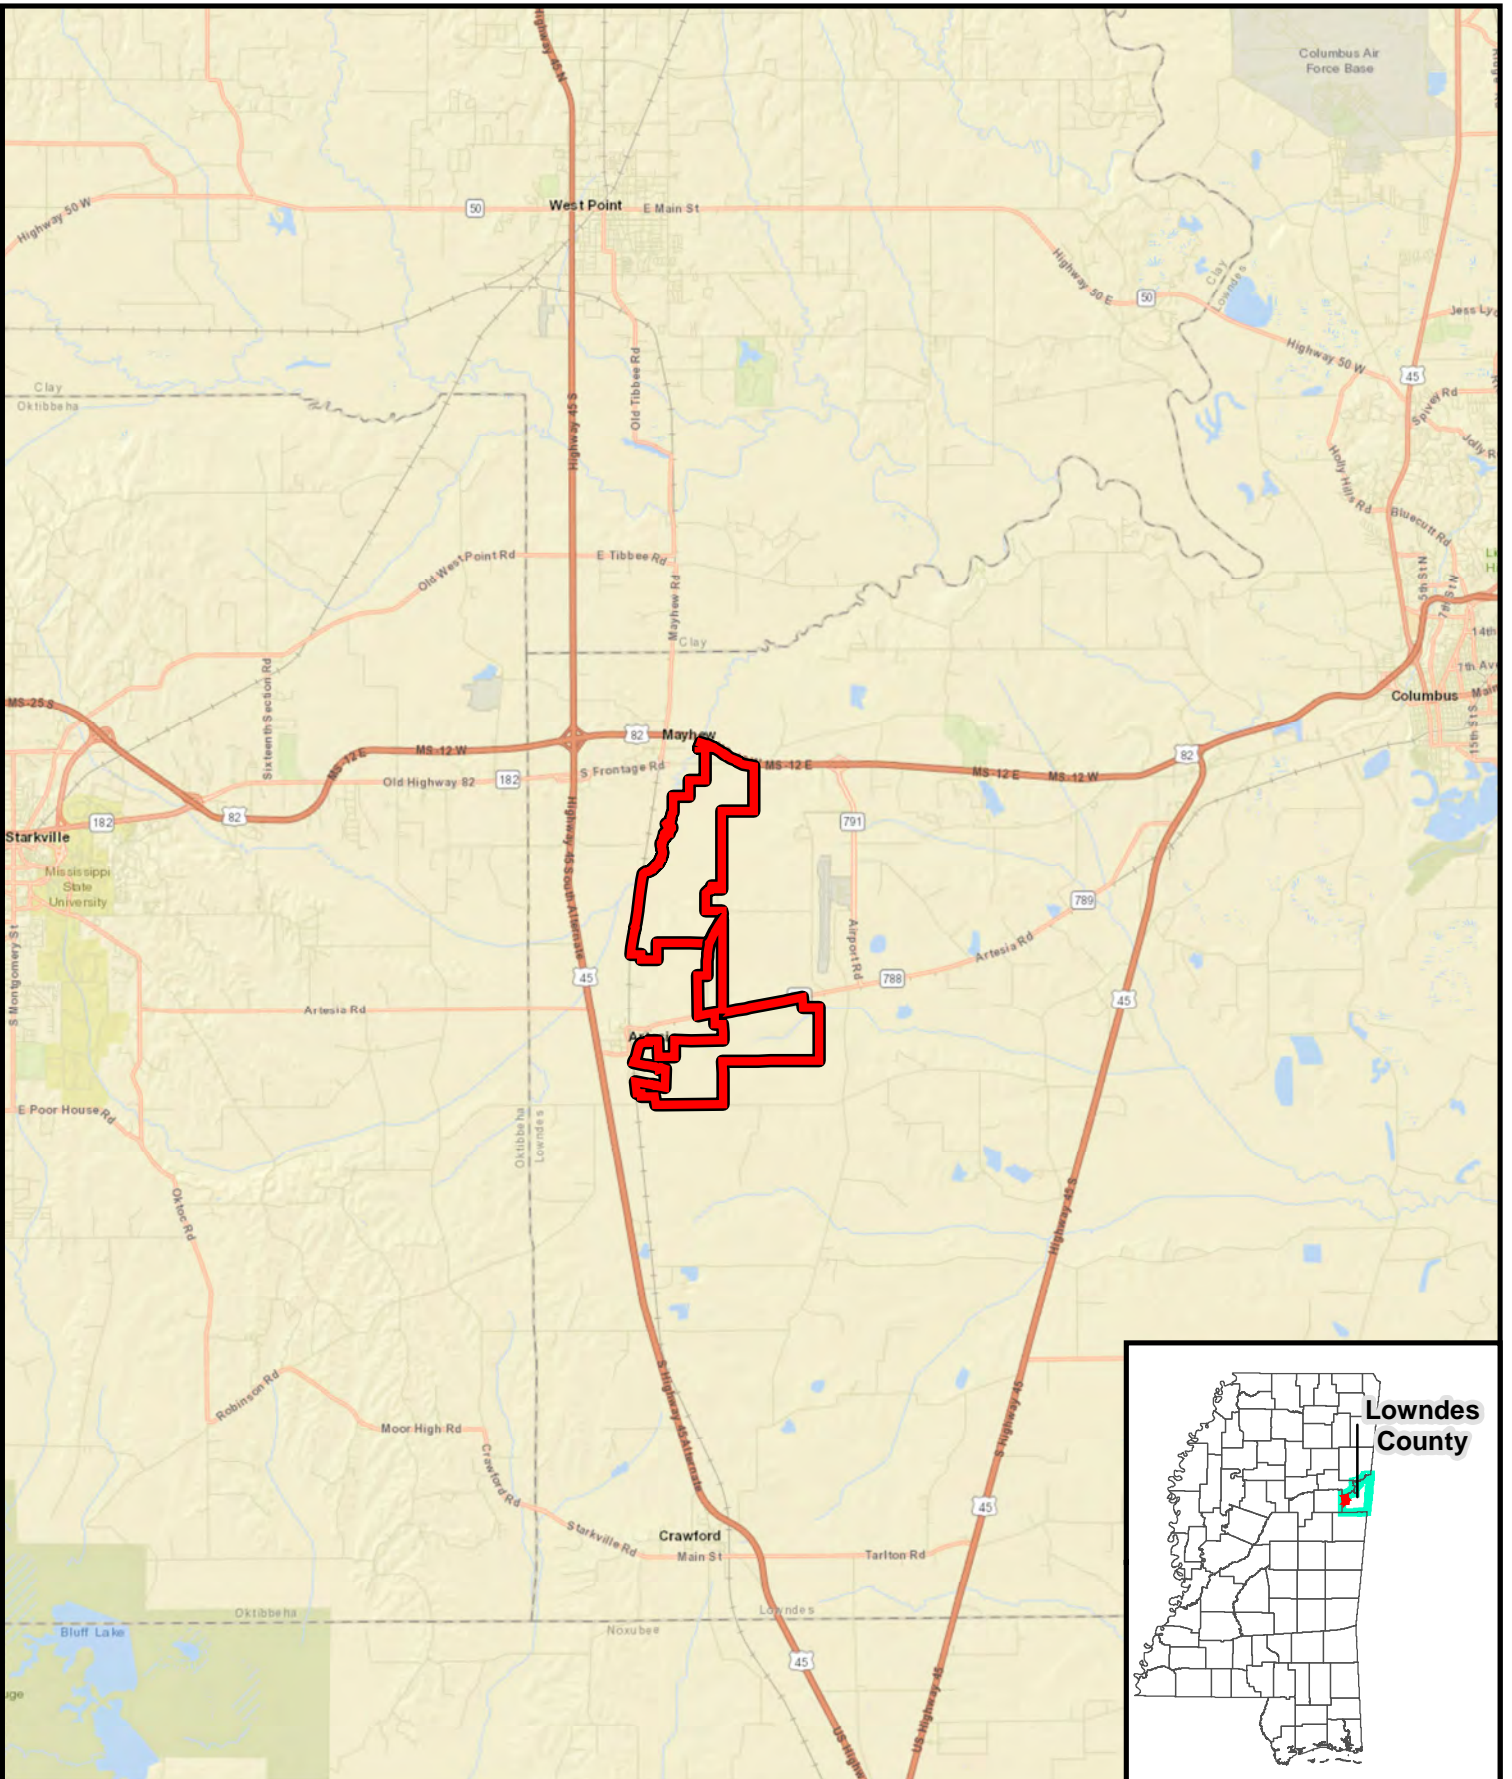 Highway 45 N
Columbus Air
Force Base
Highway 50 W
50
West Point
E Main St
Highway 50 E
50
Clay
Lowndes
Highway 50 W
Jess Lyo
45
Spivey Rd
Jolly R
Holly Hills Rd
Bluecutt Rd
Clay
Oktibbeha
Highway 45 S
Old Tibbee Rd
Old West Point Rd
E Tibbee Rd
Mayhew Rd
Clay
5th St N
7th St N
14th
7th Ave
Columbus
Main
15th St S
MS-25 S
Sixteenth Section Rd
MS-12 E
MS-12 W
82
Mayhew
MS-12 E
MS-12 E
MS-12 W
82
S Frontage Rd
Old Highway 82
182
182
82
Starkville
Mississippi
State
University
Highway 45 South Alternate
791
789
Airport Rd
Artesia Rd
788
45
45
S Montgomery St
Artesia Rd
E Poor House Rd
Oktibbeha
Lowndes
Oktoc Rd
Highway 45 S
Robinson Rd
Moor High Rd
Crawford Rd
S Highway 45 Alternate
S Highway 45
45
Starkville Rd
Crawford
Main St
Tarlton Rd
Oktibbeha
Lowndes
Noxubee
Bluff Lake
uge
45
US Highway 45
US Highw
Lowndes
County